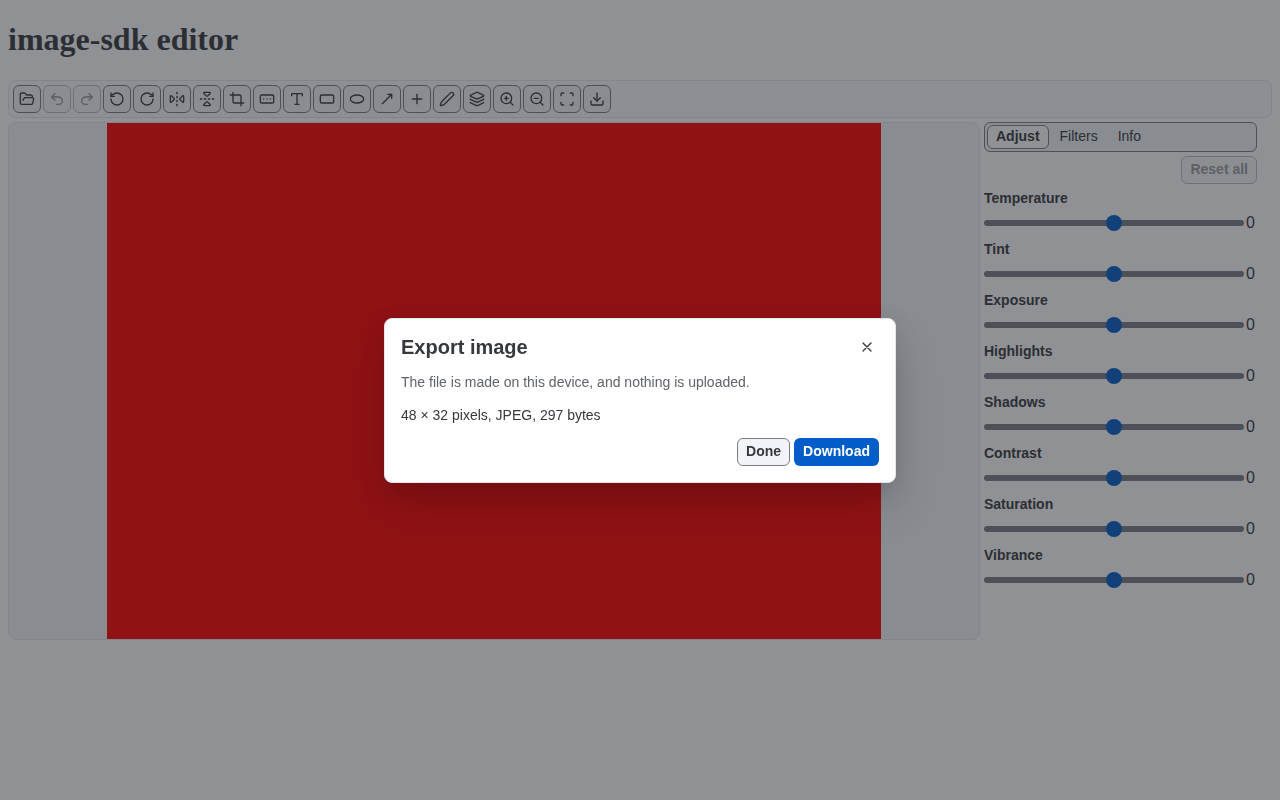 image-sdk editor
Adjust Filters Info
Reset all
Temperature
0
Tint
0
Exposure
0
Highlights
0
Shadows
0
Contrast
0
Saturation
0
Vibrance
0
Export image
The file is made on this device, and nothing is uploaded.
48 × 32 pixels, JPEG, 297 bytes
Done Download